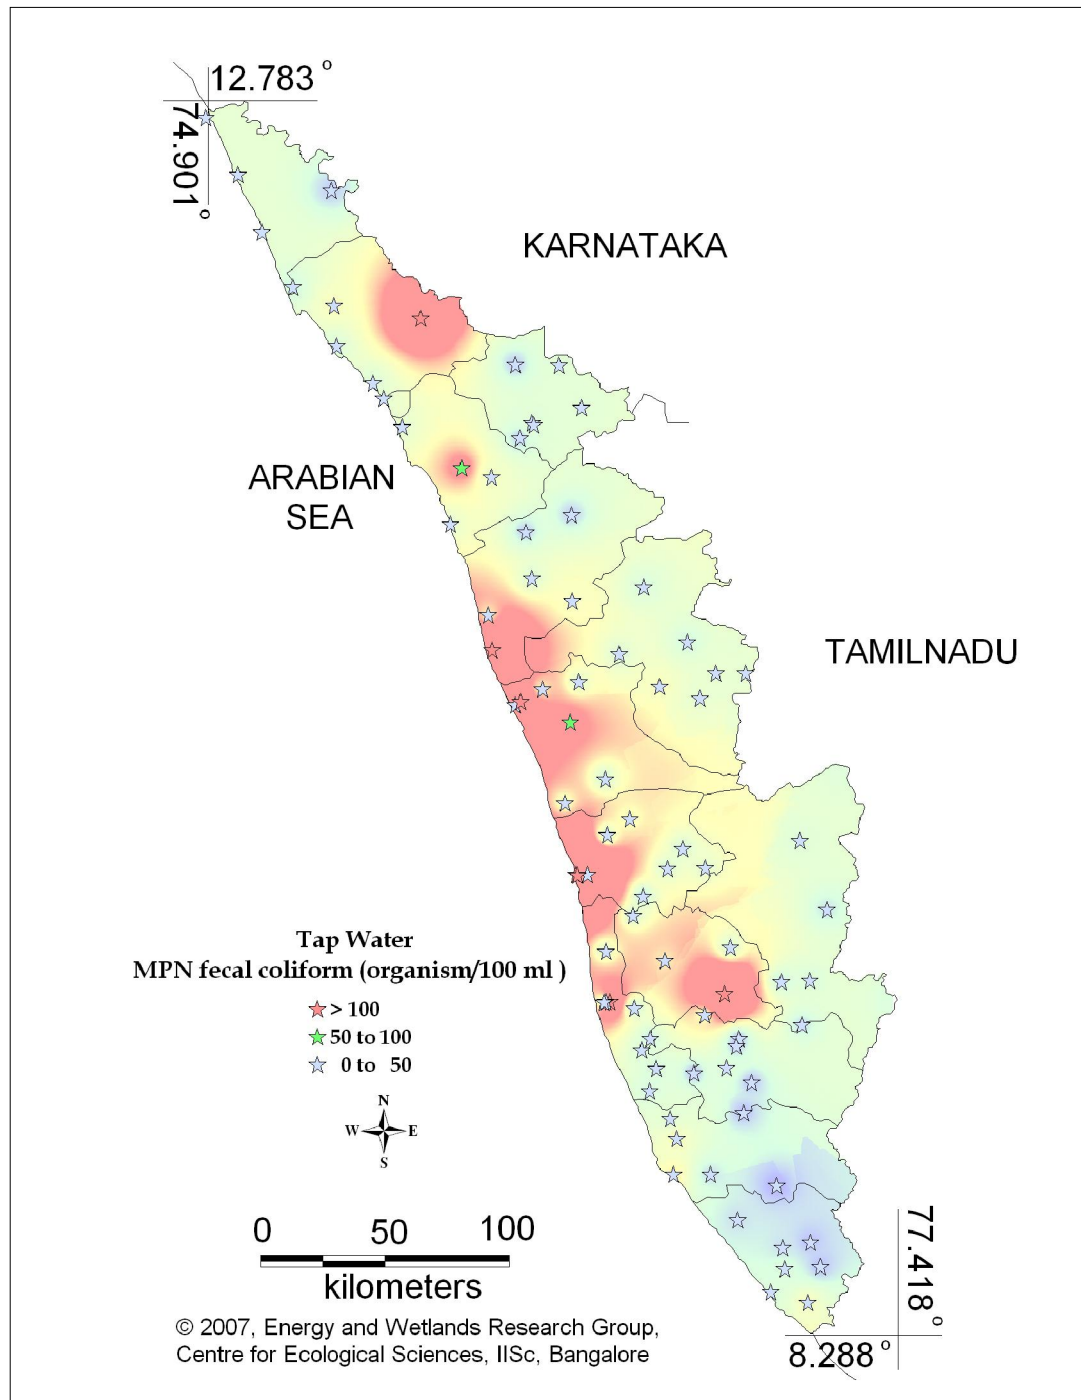 12.783 °
74.901°
KARNATAKA
ARABIAN
SEA
TAMILNADU
Tap Water
MPN fecal coliform (organism/100 ml )
> 100
50 to 100
0 to 50
N
W E
S
0 50 100
kilometers
77.418°
8.288 °
© 2007, Energy and Wetlands Research Group,
Centre for Ecological Sciences, IISc, Bangalore